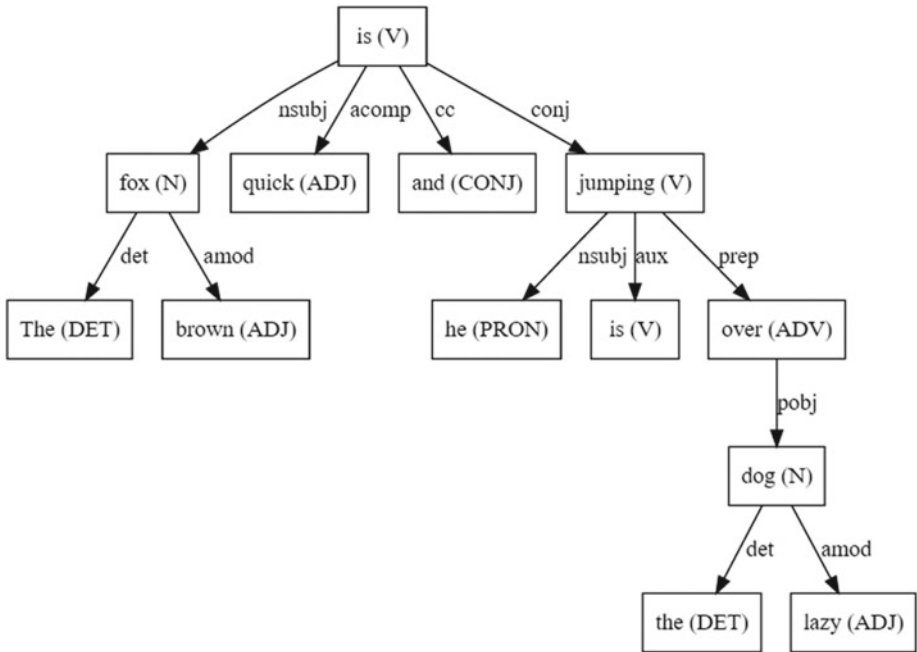 is (V)
nsubj acomp cc conj
fox (N) quick (ADJ) and (CONJ) jumping (V)
det amod nsubj aux prep
The (DET) brown (ADJ) he (PRON) is (V) over (ADV)
pobj
dog (N)
det amod
the (DET) lazy (ADJ)